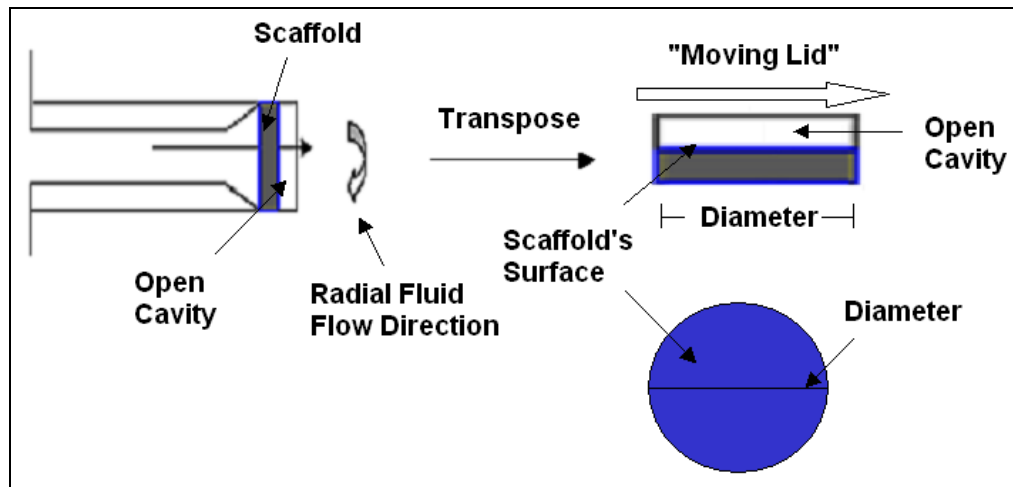 Scaffold
"Moving Lid"
Transpose
Open
Cavity
Diameter
Scaffold's
Surface
Open
Cavity
Radial Fluid
Flow Direction
Diameter